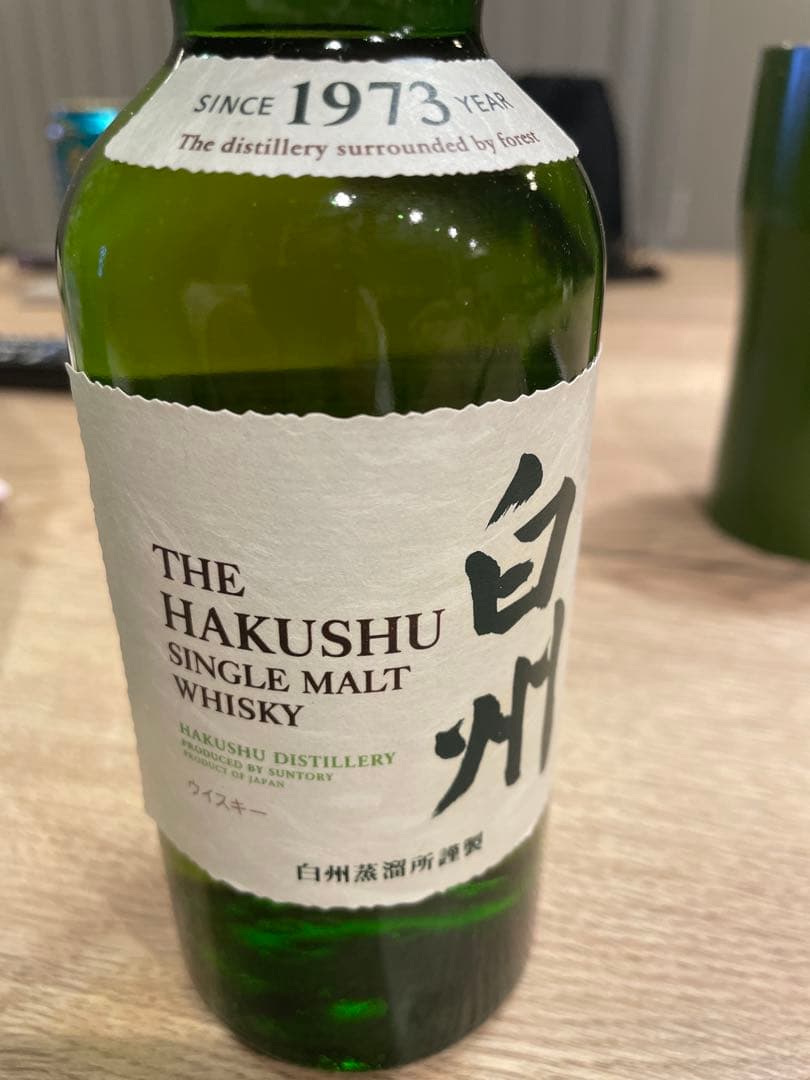 SINCE 1973 YEAR
The distillery surrounded by forest
白州
THE
HAKUSHU
SINGLE MALT
WHISKY
HAKUSHU DISTILLERY
PRODUCED BY SUNTORY
PRODUCT OF JAPAN
ウイスキー
白州蒸溜所謹製